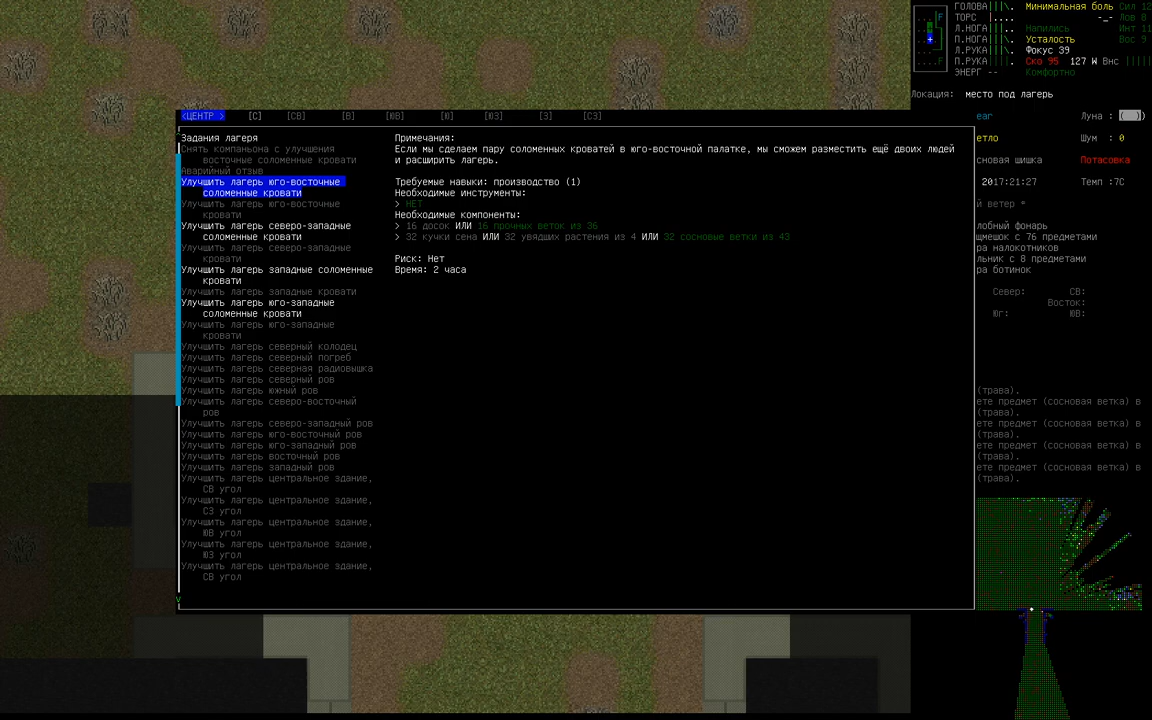 ГОЛОВА|||\. Минимальная боль Сил 12
ТОРС |.... -_- Лов 8
Л.НОГА|||.. Напились Инт 11
П.НОГА|||\. Усталость Вос 9
Л.РУКА|||\. Фокус 39
П.РУКА||||. Ско 95 127 W Внс |||||
ЭНЕРГ -- Комфортно
Локация: место под лагерь
<ЦЕНТР > [С] [СВ] [В] [ЮВ] [Ю] [ЮЗ] [З] [СЗ]
еаг Луна : ( )
етло Шум : 0
сновая шишка Потасовка
2017:21:27 Темп :7C
й ветер =
лобный фонарь
щмешок с 76 предметами
ра налокотников
льник с 8 предметами
ра ботинок
Север: СВ:
Восток:
Юг: ЮВ:
Задания лагеря
Снять компаньона с улучшения
восточные соломенные кровати
Аварийный отзыв
Улучшить лагерь юго-восточные
соломенные кровати
Улучшить лагерь юго-восточные
кровати
Улучшить лагерь северо-западные
соломенные кровати
Улучшить лагерь северо-западные
кровати
Улучшить лагерь западные соломенные
кровати
Улучшить лагерь западные кровати
Улучшить лагерь юго-западные
соломенные кровати
Улучшить лагерь юго-западные
кровати
Улучшить лагерь северный колодец
Улучшить лагерь северный погреб
Улучшить лагерь северная радиовышка
Улучшить лагерь северный ров
Улучшить лагерь южный ров
Улучшить лагерь северо-восточный
ров
Улучшить лагерь северо-западный ров
Улучшить лагерь юго-восточный ров
Улучшить лагерь юго-западный ров
Улучшить лагерь восточный ров
Улучшить лагерь западный ров
Улучшить лагерь центральное здание,
СВ угол
Улучшить лагерь центральное здание,
СЗ угол
Улучшить лагерь центральное здание,
ЮВ угол
Улучшить лагерь центральное здание,
ЮЗ угол
Улучшить лагерь центральное здание,
СВ угол
Примечания:
Если мы сделаем пару соломенных кроватей в юго-восточной палатке, мы сможем разместить ещё двоих людей
и расширить лагерь.
Требуемые навыки: производство (1)
Необходимые инструменты:
> НЕТ
Необходимые компоненты:
> 16 досок ИЛИ 16 прочных веток из 36
> 32 кучки сена ИЛИ 32 увядших растения из 4 ИЛИ 32 сосновые ветки из 43
Риск: Нет
Время: 2 часа
(трава).
ете предмет (сосновая ветка) в
(трава).
ете предмет (сосновая ветка) в
(трава).
ете предмет (сосновая ветка) в
(трава).
ете предмет (сосновая ветка) в
(трава).